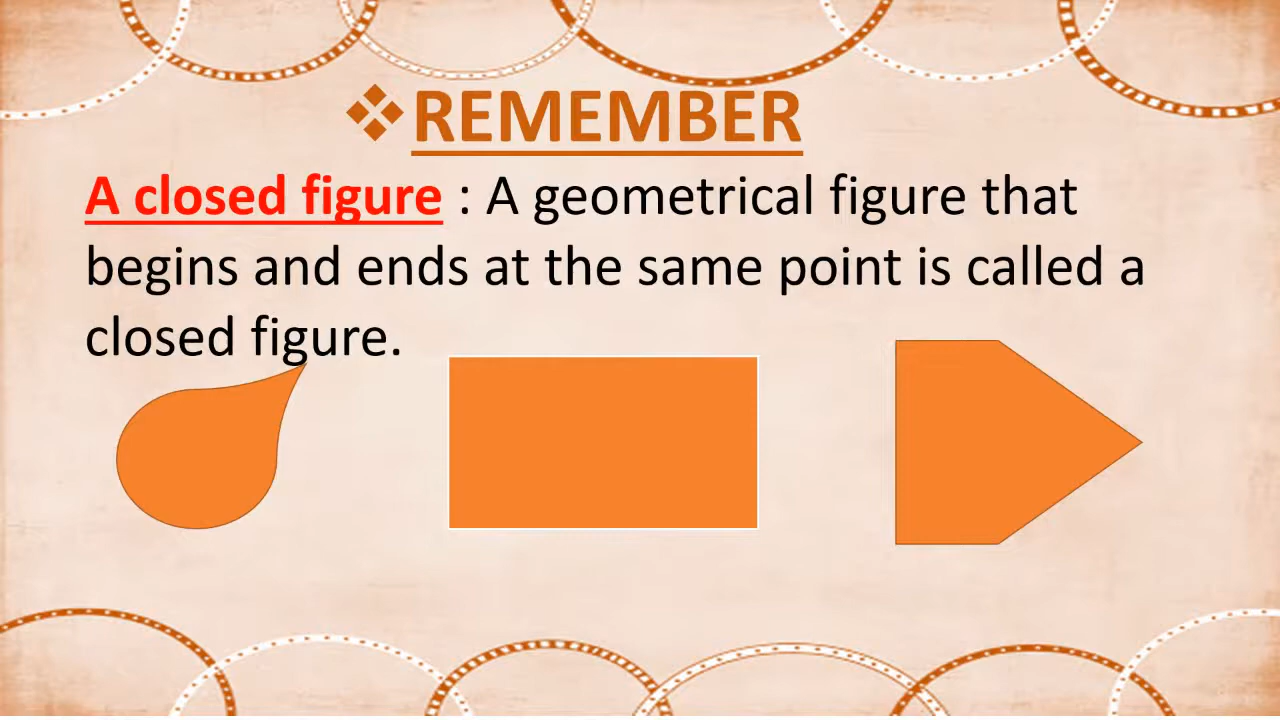 ❖REMEMBER
A closed figure : A geometrical figure that
begins and ends at the same point is called a
closed figure.